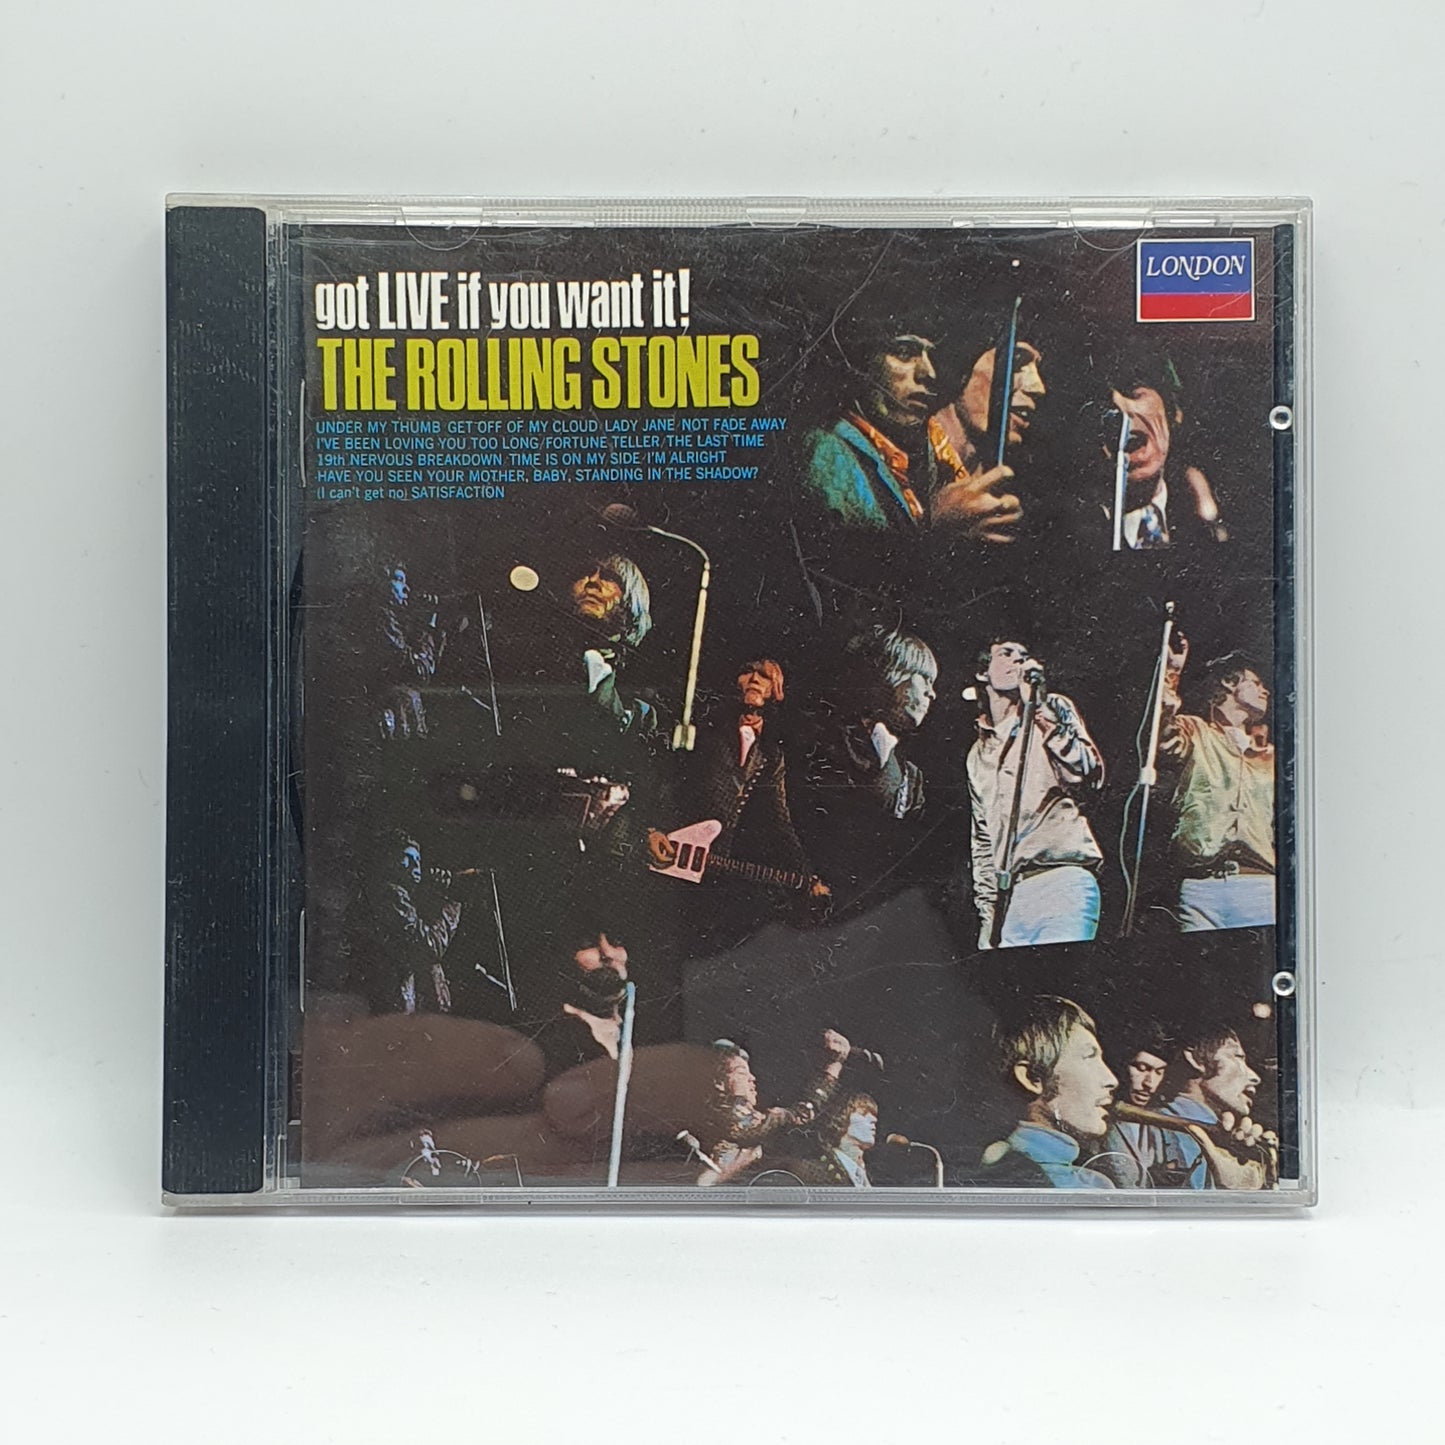 LONDON
got LIVE if you want it!
THE ROLLING STONES
UNDER MY THUMB GET OFF OF MY CLOUD LADY JANE NOT FADE AWAY
I'VE BEEN LOVING YOU TOO LONG/FORTUNE TELLER/THE LAST TIME
19th NERVOUS BREAKDOWN TIME IS ON MY SIDE/I'M ALRIGHT
HAVE YOU SEEN YOUR MOTHER, BABY, STANDING IN THE SHADOW?
(I can't get no) SATISFACTION